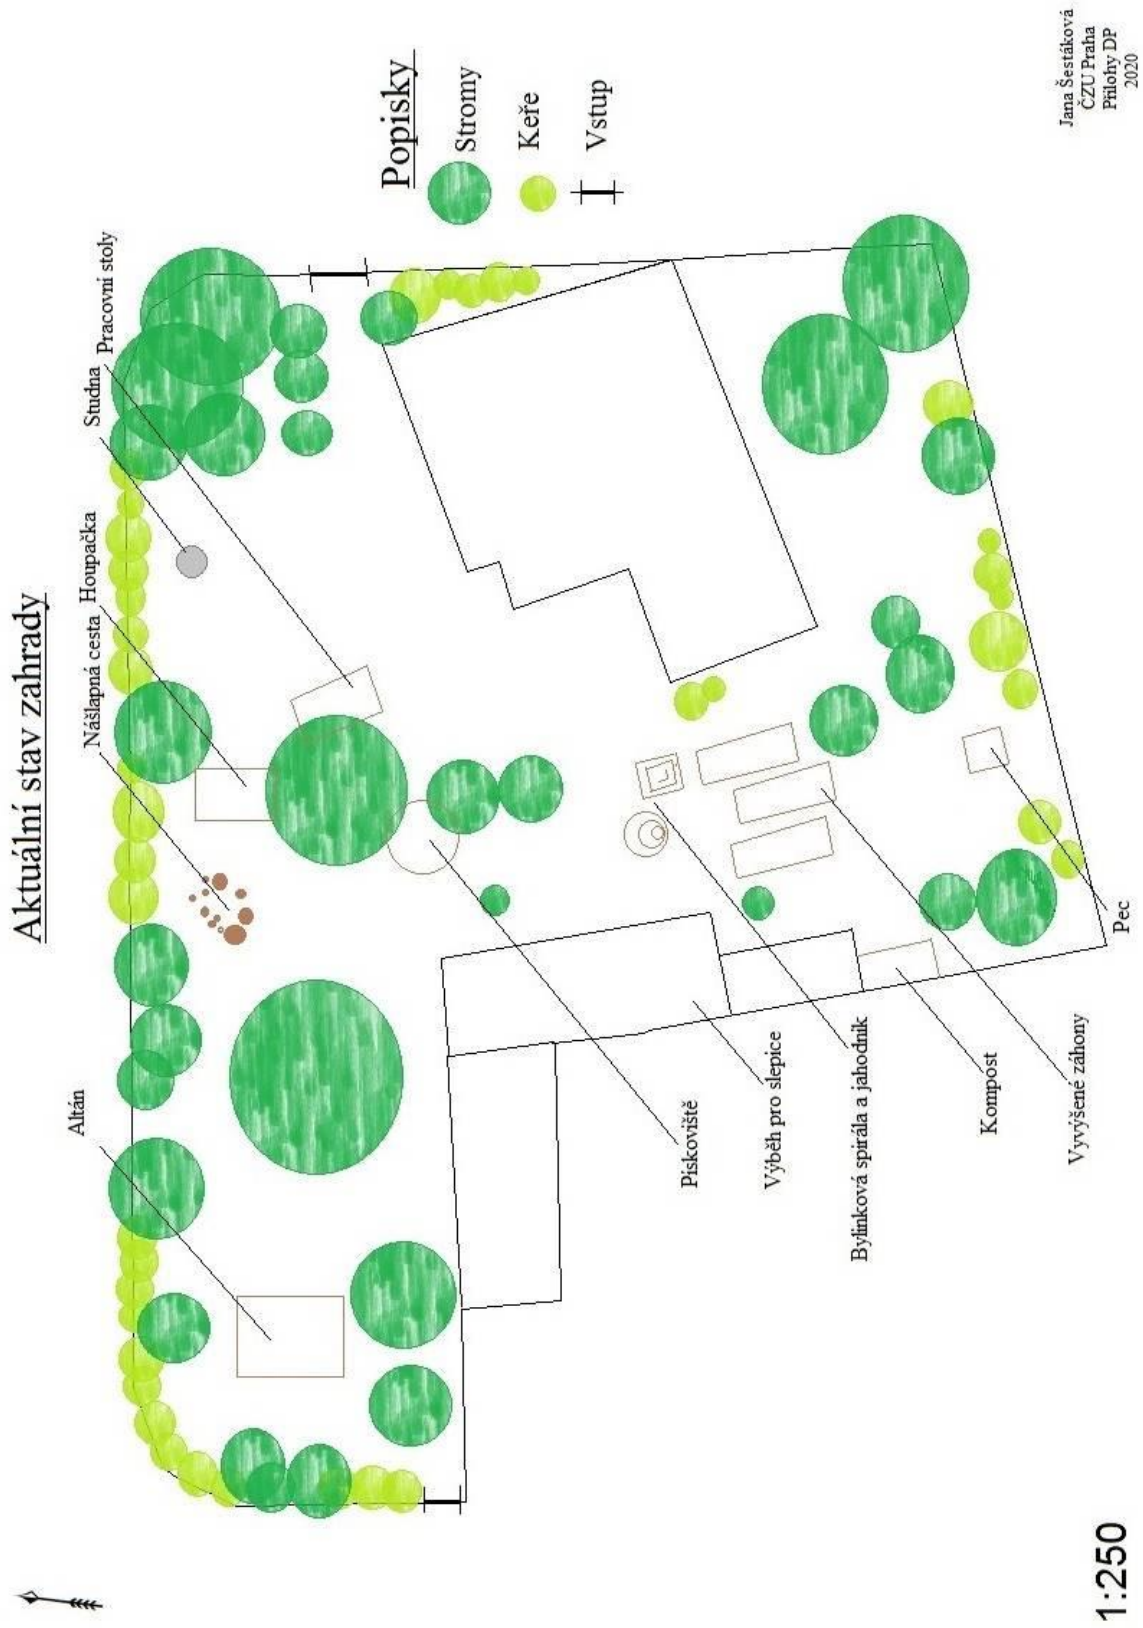 Aktuální stav zahrady
Altán
Nášlapná cesta
Houpačka
Studna
Pracovní stoly
Popisky
Stromy
Keře
Vstup
Pískoviště
Výběh pro slepice
Bylinková spirála a jahodník
Kompost
Vyvýšené záhony
Pec
1:250
Jana Šestáková
ČZU Praha
Přílohy DP
2020